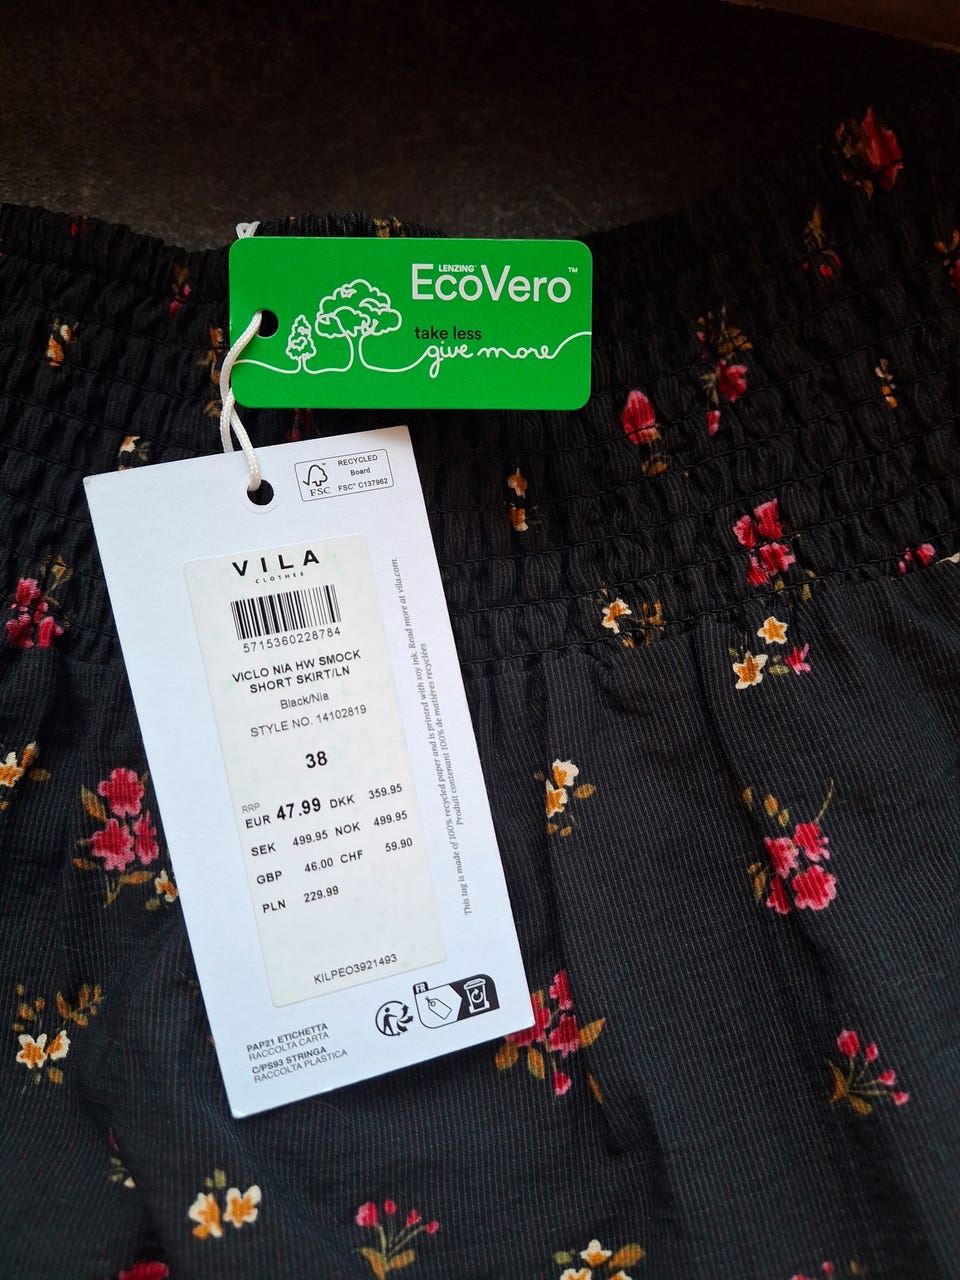 LENZING™
EcoVero™
take less
give more
RECYCLED
Board
FSC® C137962
FSC
VILA
CLOTHES
5715360228784
VICLO NIA HW SMOCK
SHORT SKIRT/LN
Black/Nia
STYLE NO. 14102819
38
RRP
EUR 47.99 DKK 359.95
SEK 499.95 NOK 499.95
GBP 46.00 CHF 59.90
PLN 229.99
KILPEO3921493
This tag is made of 100% recycled paper and is printed with soy ink. Read more at vila.com.
Produit contenant 100% de matières recyclées
FR
PAP21 ETICHETTA
RACCOLTA CARTA
C/PS93 STRINGA
RACCOLTA PLASTICA